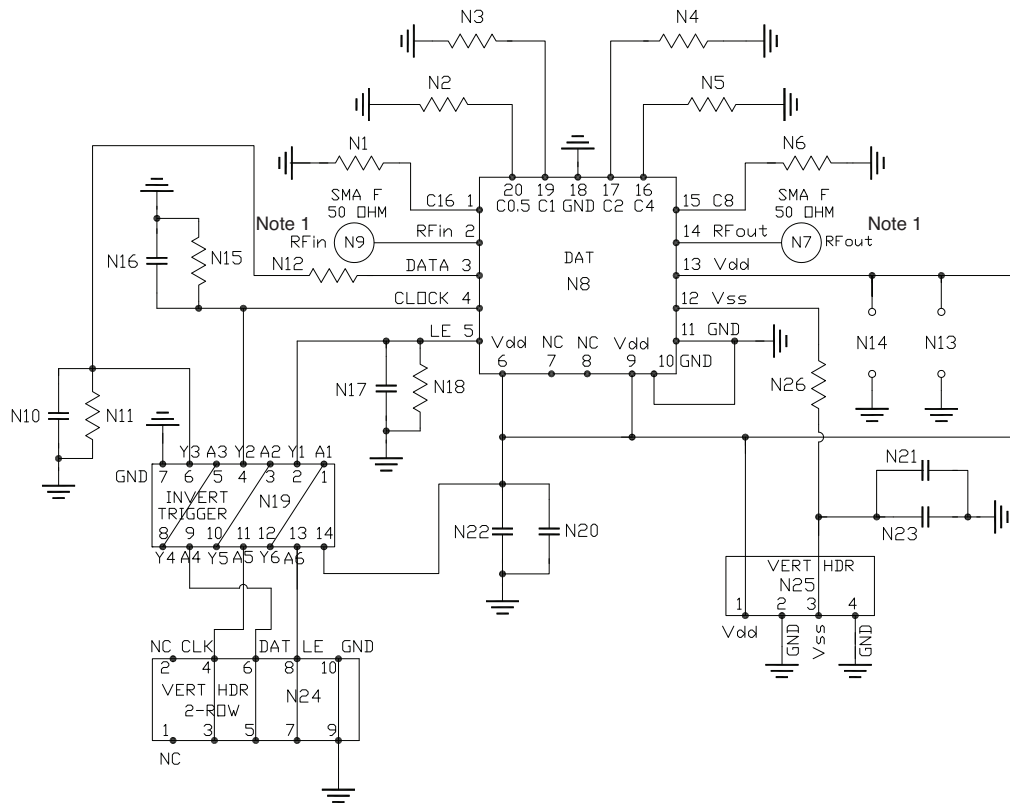 N3
N4
N2
N5
N1
N6
20 19 18 17 16
C0.5 C1 GND C2 C4
SMA F
50 OHM
SMA F
50 OHM
C16 1
15 C8
Note 1
Note 1
RFin N9
RFin 2
14 RFout
N7 RFout
N16
N15
N12
DATA 3
DAT
N8
13 Vdd
CLOCK 4
12 Vss
LE 5
11 GND
Vdd NC NC Vdd
6 7 8 9 10 GND
N14
N13
N17
N18
N26
N10
N11
Y3 A3 Y2 A2 Y1 A1
GND 7 6 5 4 3 2 1
INVERT
TRIGGER
N19
8 9 10 11 12 13 14
Y4 A4 Y5 A5 Y6 A6
N22
N20
N21
N23
VERT HDR
N25
1 2 3 4
Vdd GND Vss GND
NC CLK DAT LE GND
2 4 6 8 10
VERT HDR
2-ROW
N24
1 3 5 7 9
NC